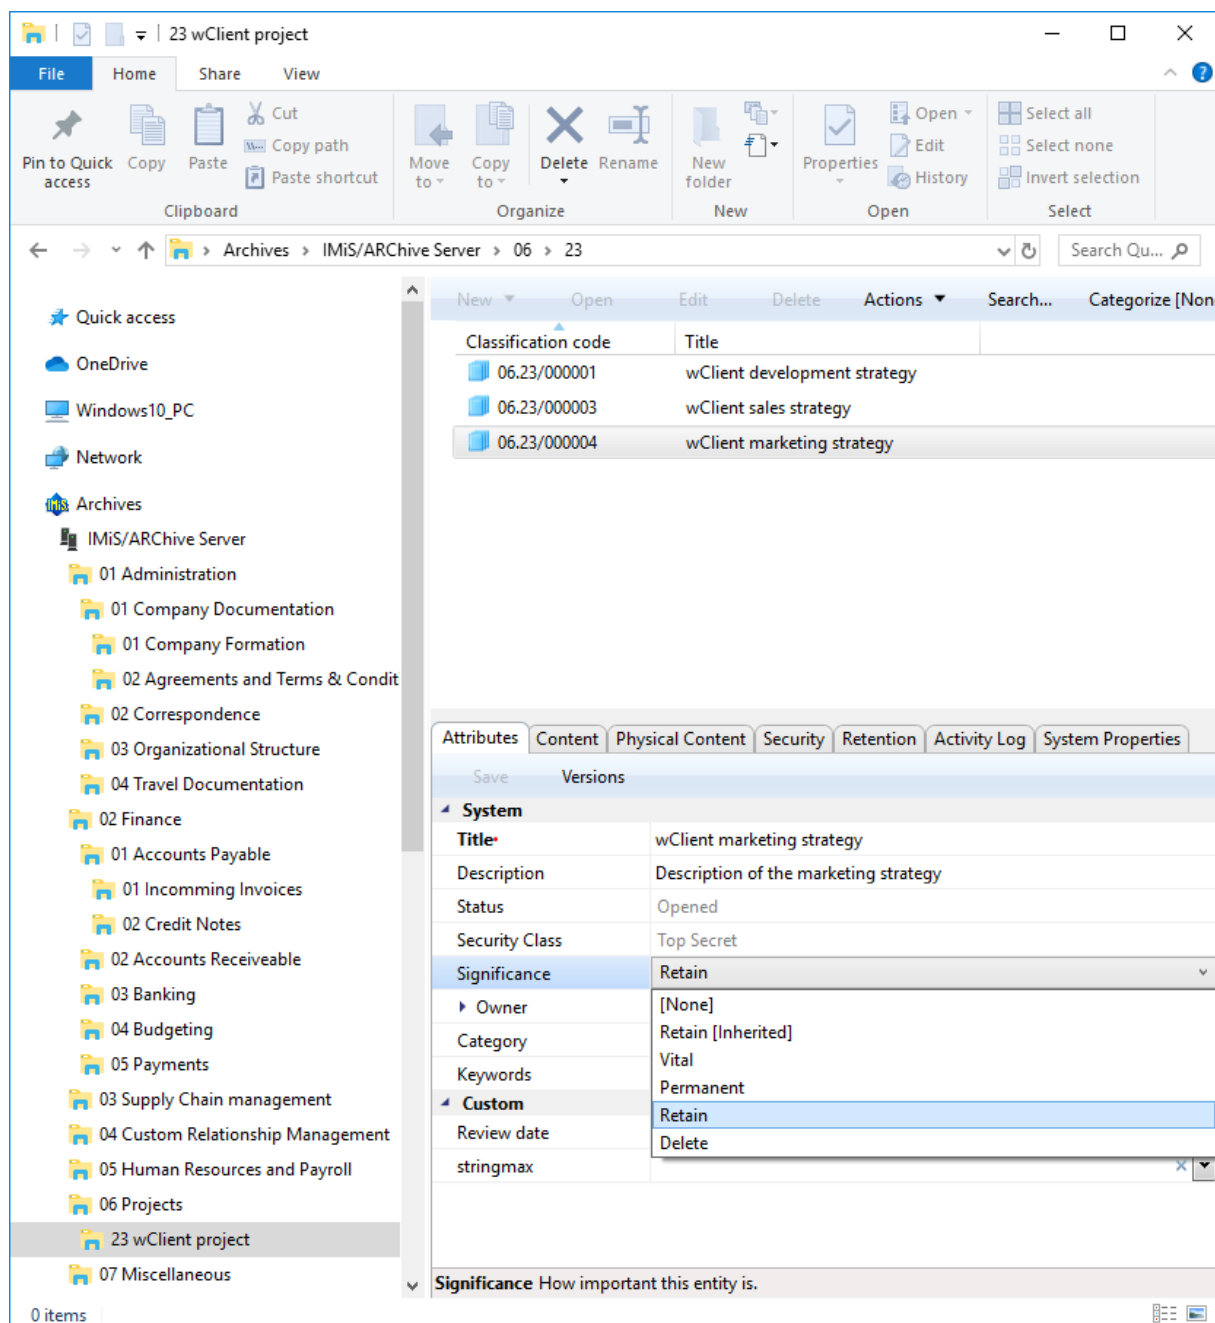 23 wClient project
File Home Share View
Pin to Quick access
Copy
Paste
Cut
Copy path
Paste shortcut
Clipboard
Move to
Copy to
Delete
Rename
Organize
New folder
New
Properties
Open
Edit
History
Open
Select all
Select none
Invert selection
Select
Archives IMiS/ARChive Server 06 23
Search Qu...
Quick access
OneDrive
Windows10_PC
Network
Archives
IMiS/ARChive Server
01 Administration
01 Company Documentation
01 Company Formation
02 Agreements and Terms & Condit
02 Correspondence
03 Organizational Structure
04 Travel Documentation
02 Finance
01 Accounts Payable
01 Incomming Invoices
02 Credit Notes
02 Accounts Receiveable
03 Banking
04 Budgeting
05 Payments
03 Supply Chain management
04 Custom Relationship Management
05 Human Resources and Payroll
06 Projects
23 wClient project
07 Miscellaneous
New Open Edit Delete Actions Search... Categorize [Non
Classification code Title
06.23/000001 wClient development strategy
06.23/000003 wClient sales strategy
06.23/000004 wClient marketing strategy
Attributes Content Physical Content Security Retention Activity Log System Properties
Save Versions
System
Title wClient marketing strategy
Description Description of the marketing strategy
Status Opened
Security Class Top Secret
Significance Retain
[None]
Owner
Retain [Inherited]
Category
Vital
Keywords
Permanent
Custom
Retain
Review date
Delete
stringmax
Significance How important this entity is.
0 items